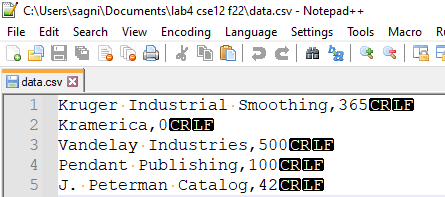 C:\Users\sagni\Documents\lab4 cse12 f22\data.csv - Notepad++
File Edit Search View Encoding Language Settings Tools Macro
data.csv
1 Kruger Industrial Smoothing,365CRLF
2 Kramerica,0CRLF
3 Vandelay Industries,500CRLF
4 Pendant Publishing,100CRLF
5 J. Peterman Catalog,42CRLF